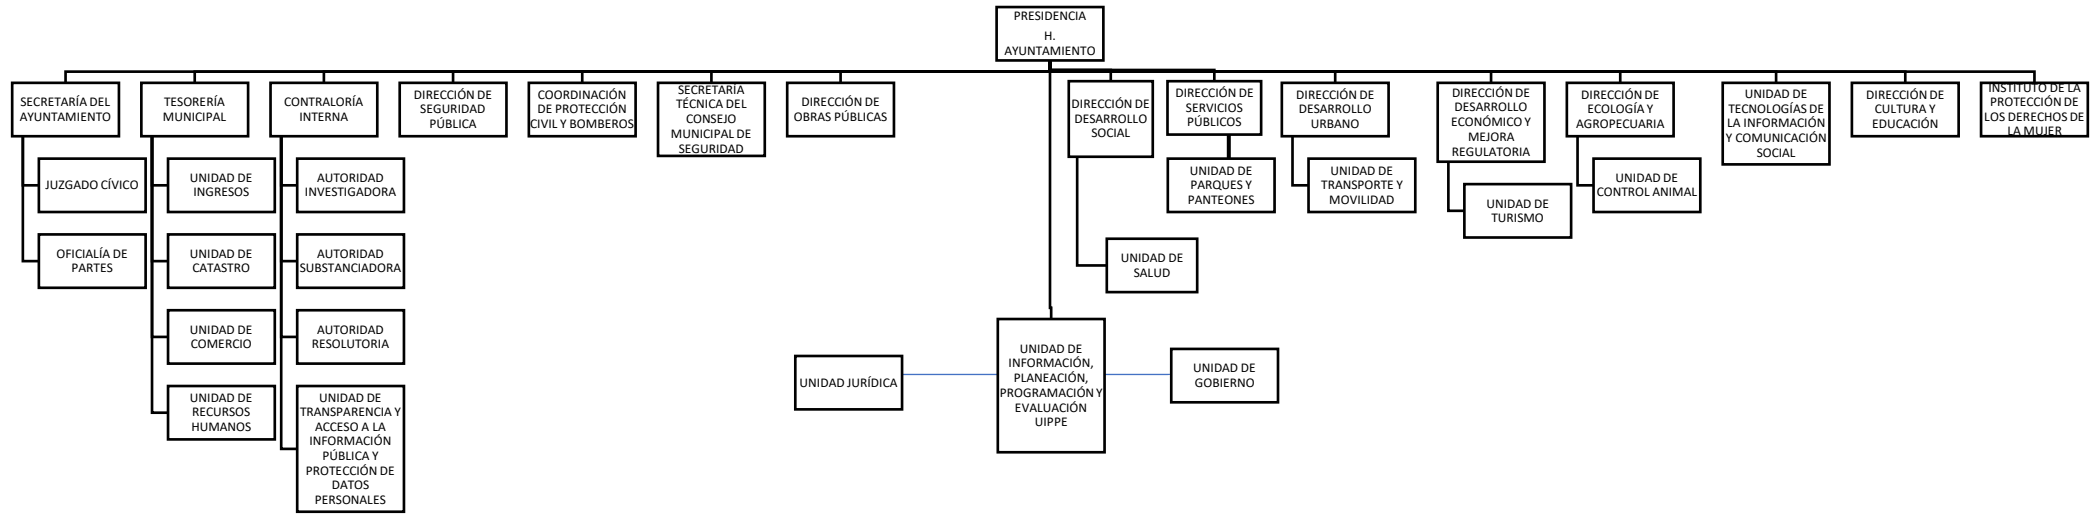 PRESIDENCIA
H.
AYUNTAMIENTO
SECRETARÍA DEL
AYUNTAMIENTO
TESORERÍA
MUNICIPAL
CONTRALORÍA
INTERNA
DIRECCIÓN DE
SEGURIDAD
PÚBLICA
COORDINACIÓN
DE PROTECCIÓN
CIVIL Y BOMBEROS
SECRETARÍA
TÉCNICA DEL
CONSEJO
MUNICIPAL DE
SEGURIDAD
DIRECCIÓN DE
OBRAS PÚBLICAS
DIRECCIÓN DE
DESARROLLO
SOCIAL
DIRECCIÓN DE
SERVICIOS
PÚBLICOS
DIRECCIÓN DE
DESARROLLO
URBANO
DIRECCIÓN DE
DESARROLLO
ECONÓMICO Y
MEJORA
REGULATORIA
DIRECCIÓN DE
ECOLOGÍA Y
AGROPECUARIA
UNIDAD DE
TECNOLOGÍAS DE
LA INFORMACIÓN
Y COMUNICACIÓN
SOCIAL
DIRECCIÓN DE
CULTURA Y
EDUCACIÓN
INSTITUTO DE LA
PROTECCIÓN DE
LOS DERECHOS DE
LA MUJER
JUZGADO CÍVICO
OFICIALÍA DE
PARTES
UNIDAD DE
INGRESOS
UNIDAD DE
CATASTRO
UNIDAD DE
COMERCIO
UNIDAD DE
RECURSOS
HUMANOS
AUTORIDAD
INVESTIGADORA
AUTORIDAD
SUBSTANCIADORA
AUTORIDAD
RESOLUTORIA
UNIDAD DE
TRANSPARENCIA Y
ACCESO A LA
INFORMACIÓN
PÚBLICA Y
PROTECCIÓN DE
DATOS
PERSONALES
UNIDAD DE
SALUD
UNIDAD DE
PARQUES Y
PANTEONES
UNIDAD DE
TRANSPORTE Y
MOVILIDAD
UNIDAD DE
TURISMO
UNIDAD DE
CONTROL ANIMAL
UNIDAD JURÍDICA
UNIDAD DE
INFORMACIÓN,
PLANEACIÓN,
PROGRAMACIÓN Y
EVALUACIÓN
UIPPE
UNIDAD DE
GOBIERNO